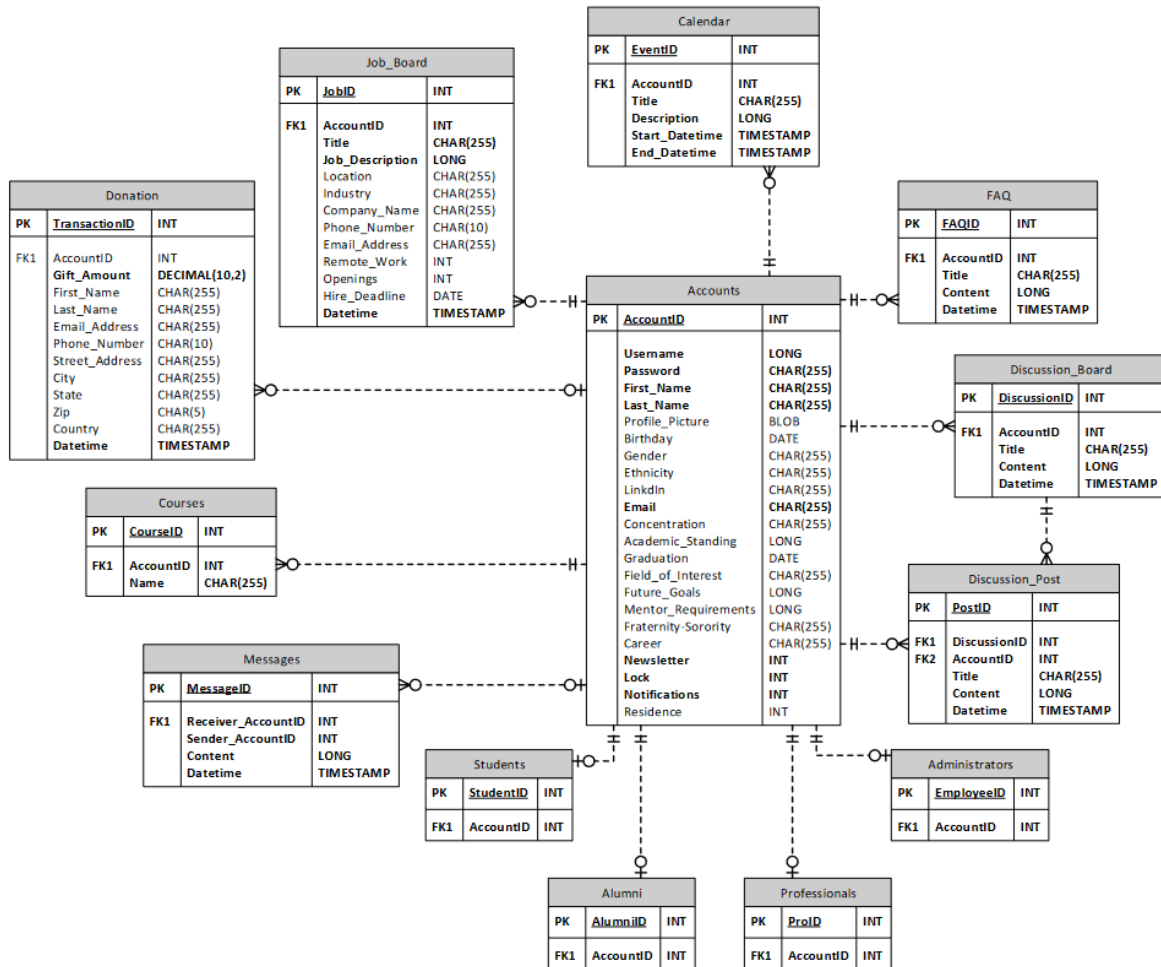 Calendar
PK EventID INT
FK1 AccountID INT
Title CHAR(255)
Description LONG
Start_Datetime TIMESTAMP
End_Datetime TIMESTAMP
Job_Board
PK JobID INT
FK1 AccountID INT
Title CHAR(255)
Job_Description LONG
Location CHAR(255)
Industry CHAR(255)
Company_Name CHAR(255)
Phone_Number CHAR(10)
Email_Address CHAR(255)
Remote_Work INT
Openings INT
Hire_Deadline DATE
Datetime TIMESTAMP
Donation
PK TransactionID INT
FK1 AccountID INT
Gift_Amount DECIMAL(10,2)
First_Name CHAR(255)
Last_Name CHAR(255)
Email_Address CHAR(255)
Phone_Number CHAR(10)
Street_Address CHAR(255)
City CHAR(255)
State CHAR(255)
Zip CHAR(5)
Country CHAR(255)
Datetime TIMESTAMP
FAQ
PK FAQID INT
FK1 AccountID INT
Title CHAR(255)
Content LONG
Datetime TIMESTAMP
Accounts
PK AccountID INT
Username LONG
Password CHAR(255)
First_Name CHAR(255)
Last_Name CHAR(255)
Profile_Picture BLOB
Birthday DATE
Gender CHAR(255)
Ethnicity CHAR(255)
LinkdIn CHAR(255)
Email CHAR(255)
Concentration CHAR(255)
Academic_Standing LONG
Graduation DATE
Field_of_Interest CHAR(255)
Future_Goals LONG
Mentor_Requirements LONG
Fraternity-Sorority CHAR(255)
Career CHAR(255)
Newsletter INT
Lock INT
Notifications INT
Residence INT
Discussion_Board
PK DiscussionID INT
FK1 AccountID INT
Title CHAR(255)
Content LONG
Datetime TIMESTAMP
Courses
PK CourseID INT
FK1 AccountID INT
Name CHAR(255)
Discussion_Post
PK PostID INT
FK1 DiscussionID INT
FK2 AccountID INT
Title CHAR(255)
Content LONG
Datetime TIMESTAMP
Messages
PK MessageID INT
FK1 Receiver_AccountID INT
Sender_AccountID INT
Content LONG
Datetime TIMESTAMP
Students
PK StudentID INT
FK1 AccountID INT
Administrators
PK EmployeeID INT
FK1 AccountID INT
Alumni
PK AlumniID INT
FK1 AccountID INT
Professionals
PK ProID INT
FK1 AccountID INT